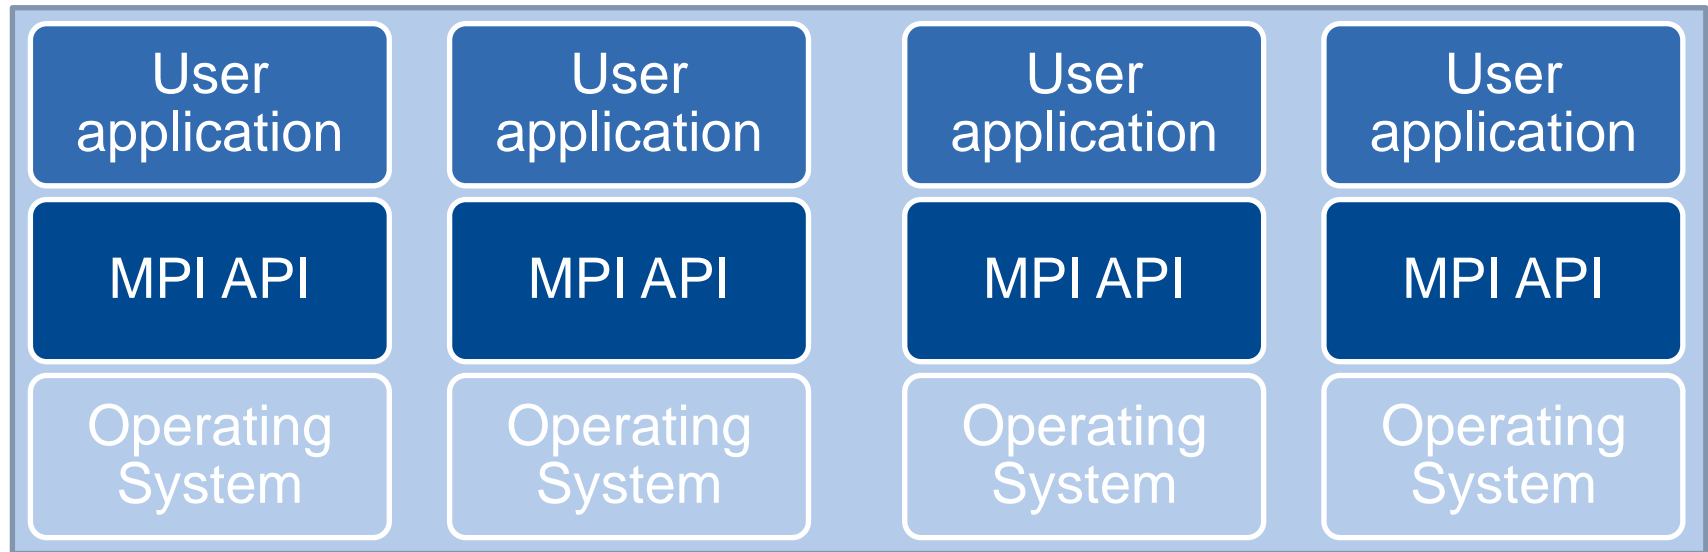 User
application
User
application
User
application
User
application
MPI API
MPI API
MPI API
MPI API
Operating
System
Operating
System
Operating
System
Operating
System